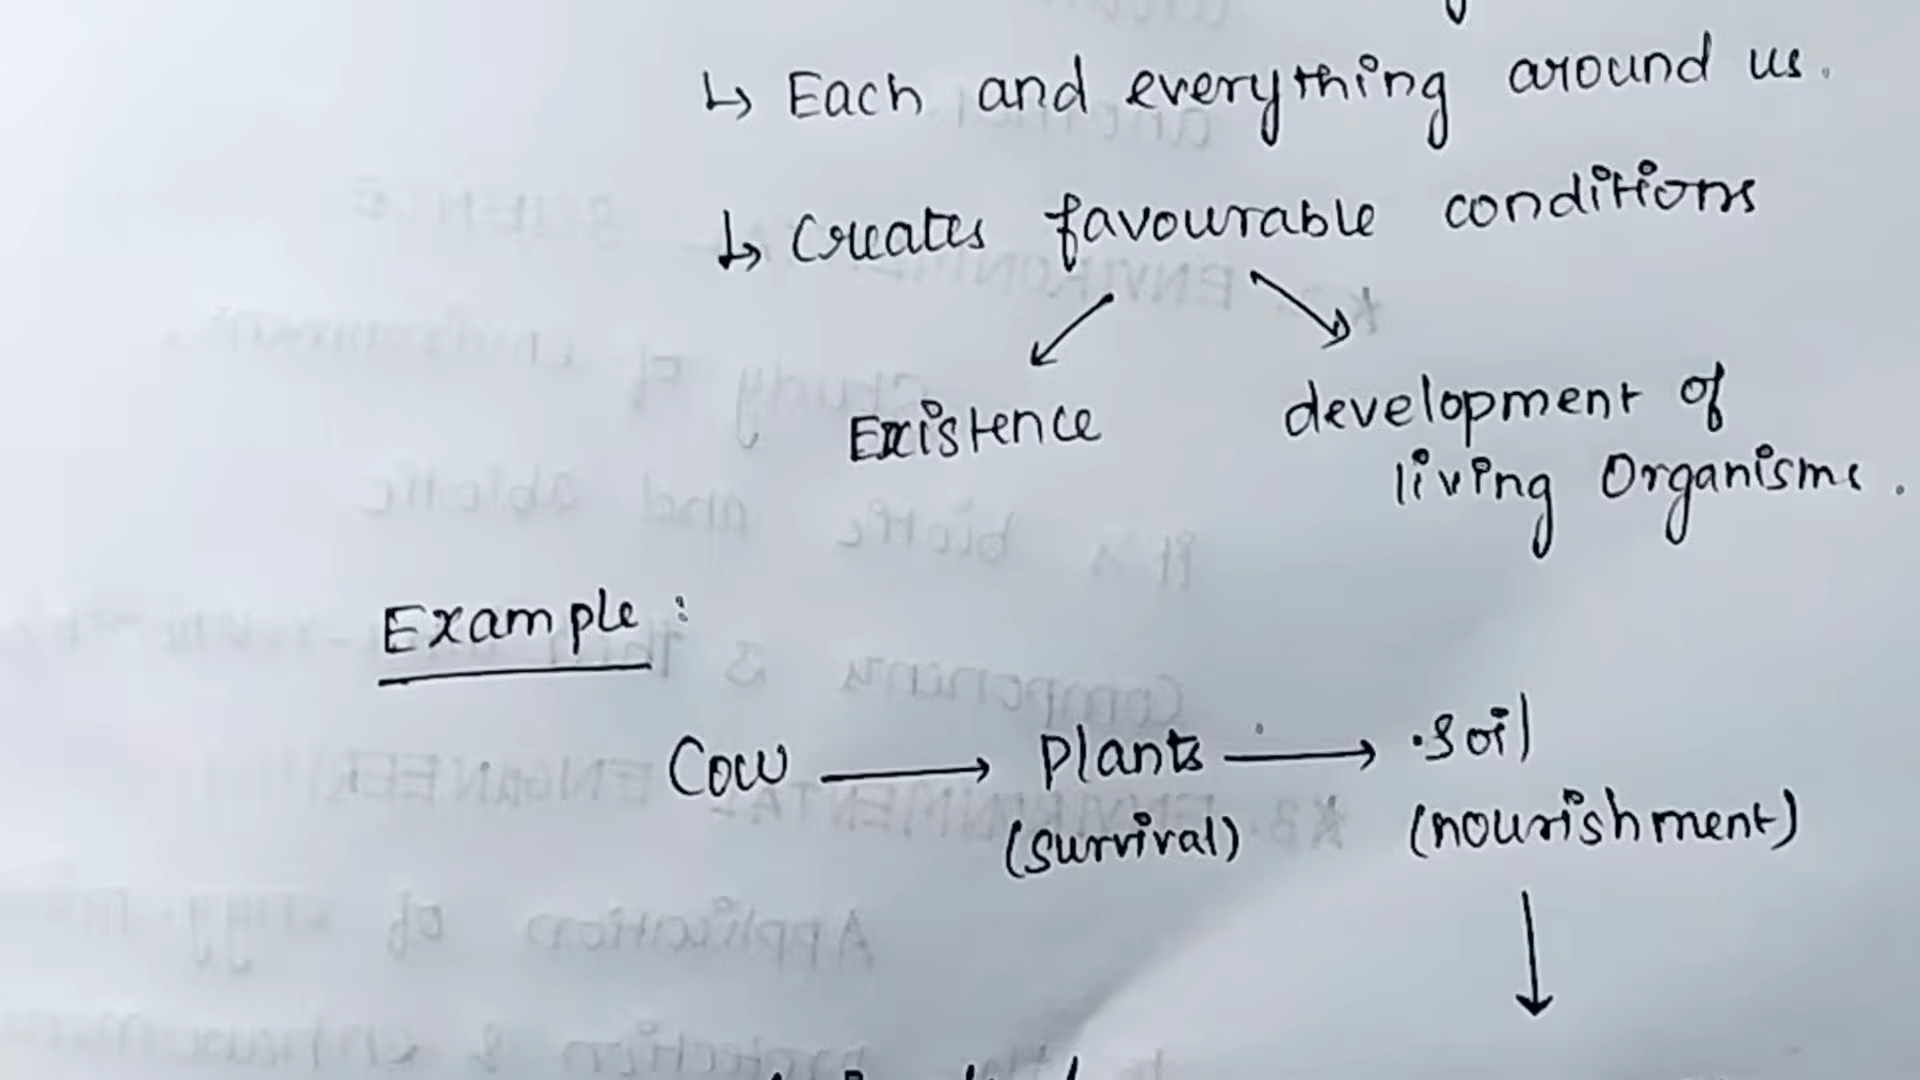 ↳ Each and everything around us.
↳ Creates favourable conditions
Existence
development of
living Organisms.
Example:
Cow → Plants → Soil
(survival) (nourishment)